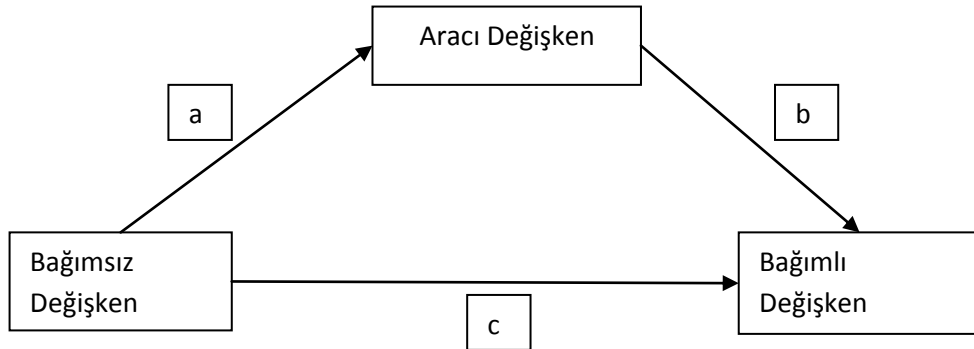 Aracı Değişken
a
b
Bağımsız
Değişken
Bağımlı
Değişken
c